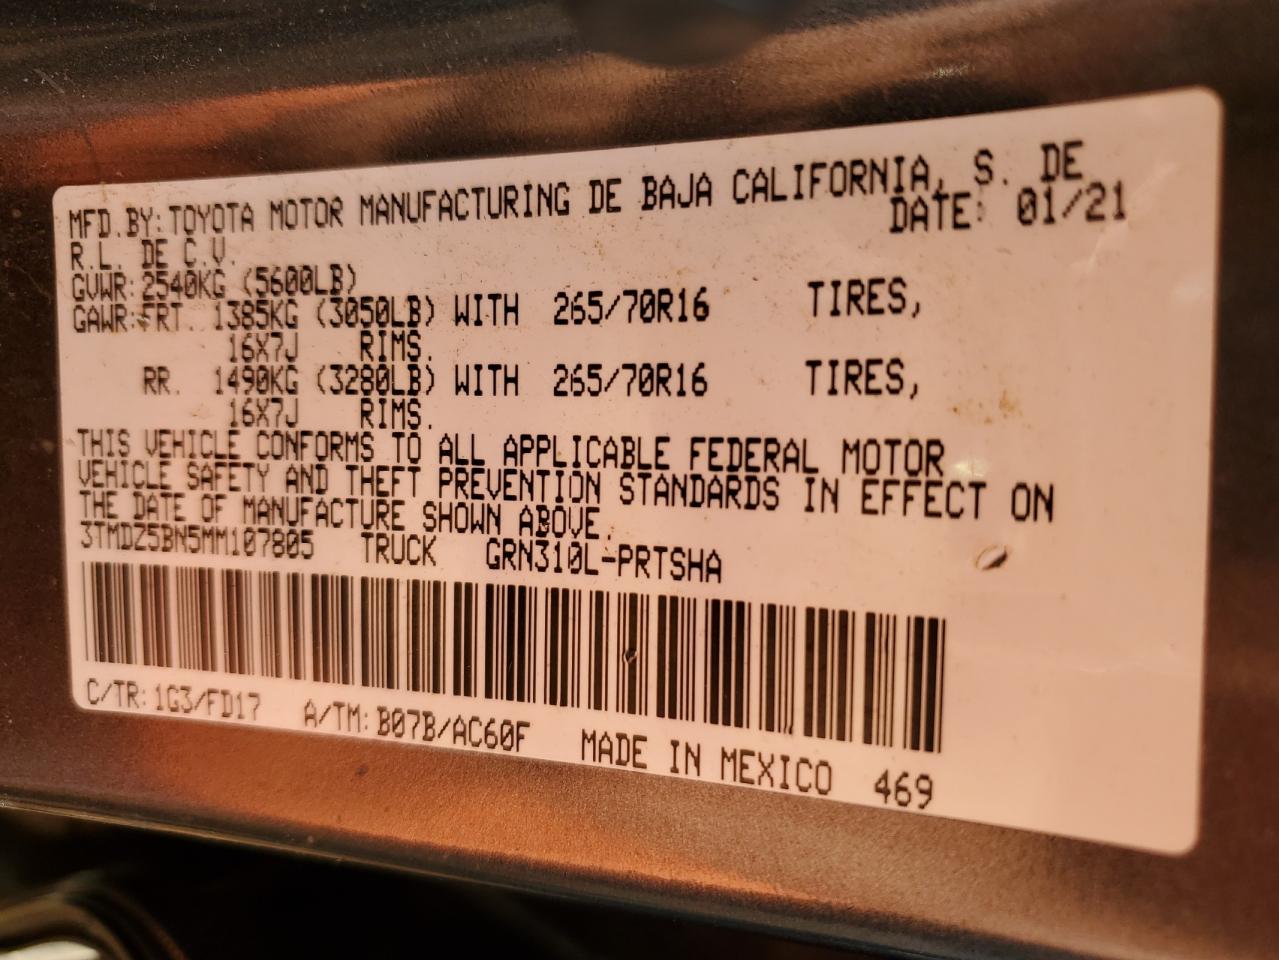 MFD.BY:TOYOTA MOTOR MANUFACTURING DE BAJA CALIFORNIA, S. DE
R.L. DE C.V. DATE: 01/21
GVWR:2540KG (5600LB)
GAWR:FRT. 1385KG (3050LB) WITH 265/70R16 TIRES,
16X7J RIMS.
RR. 1490KG (3280LB) WITH 265/70R16 TIRES,
16X7J RIMS.
THIS VEHICLE CONFORMS TO ALL APPLICABLE FEDERAL MOTOR
VEHICLE SAFETY AND THEFT PREVENTION STANDARDS IN EFFECT ON
THE DATE OF MANUFACTURE SHOWN ABOVE.
3TMDZ5BN5MM107805 TRUCK GRN310L-PRTSHA
C/TR:1G3/FD17 A/TM:B07B/AC60F MADE IN MEXICO 469